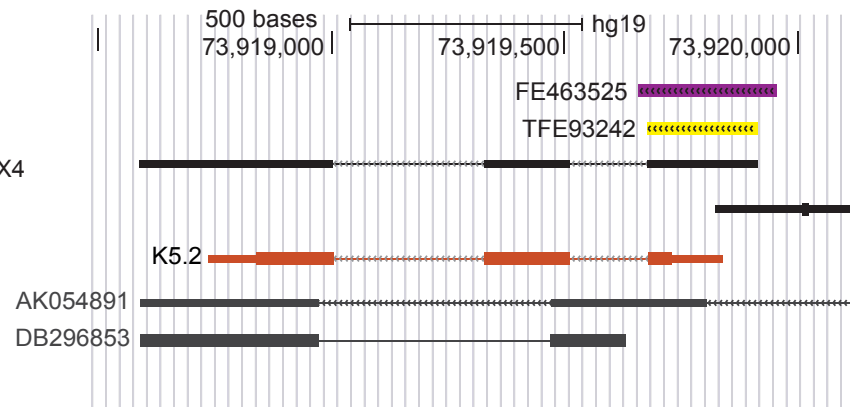 500 bases hg19
73,919,000 73,919,500 73,920,000
FE463525
TFE93242
X4
K5.2
AK054891
DB296853